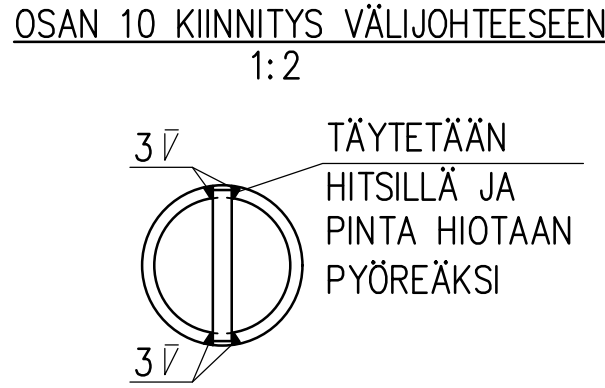 OSAN 10 KIINNITYS VÄLIJOHTEESEEN
1:2
3
TÄYTETÄÄN
HITSILLÄ JA
PINTA HIOTAAN
PYÖREÄKSI
3